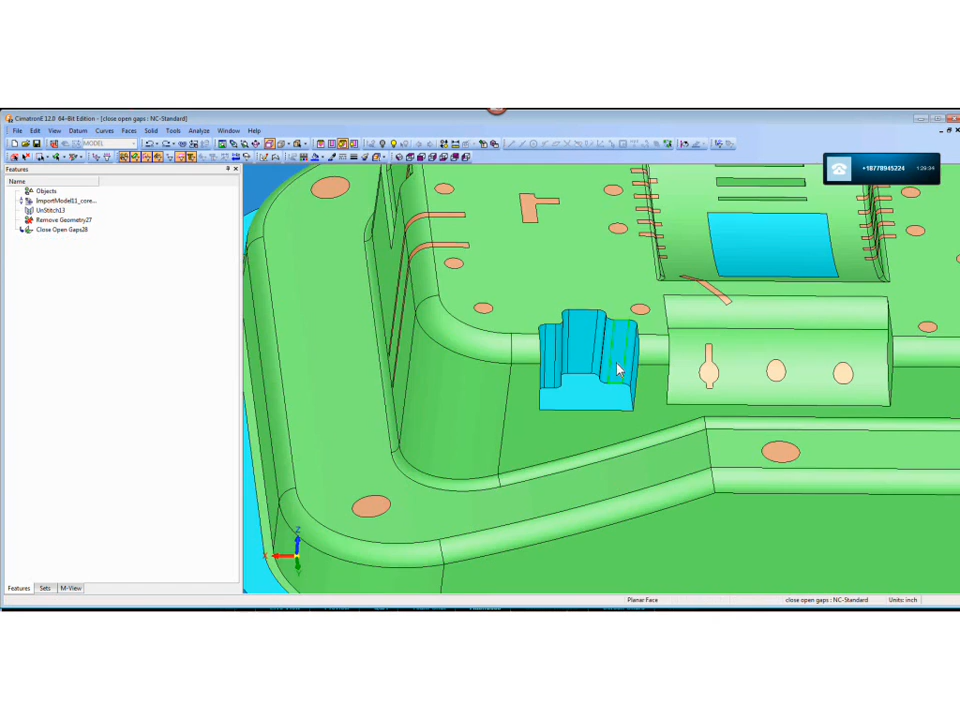 CimatronE 12.0 64-Bit Edition - [close open gaps : NC-Standard]
File Edit View Datum Curves Faces Solid Tools Analyze Window Help
MODEL
Features
Name
Objects
ImportModel11_core...
UnStitch13
Remove Geometry27
Close Open Gaps28
+18778945224
1:29:34
X
Z
Features Sets M-View
Planar Face
close open gaps : NC-Standard
Units: inch